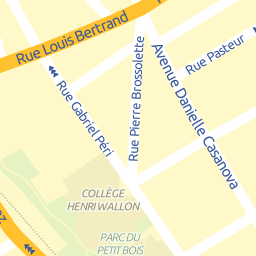 Rue Louis Bertrand
Rue Pasteur
Avenue Danielle Casanova
Rue Pierre Brossolette
Rue Gabriel Péri
COLLÈGE
HENRI WALLON
PARC DU
PETIT BOIS